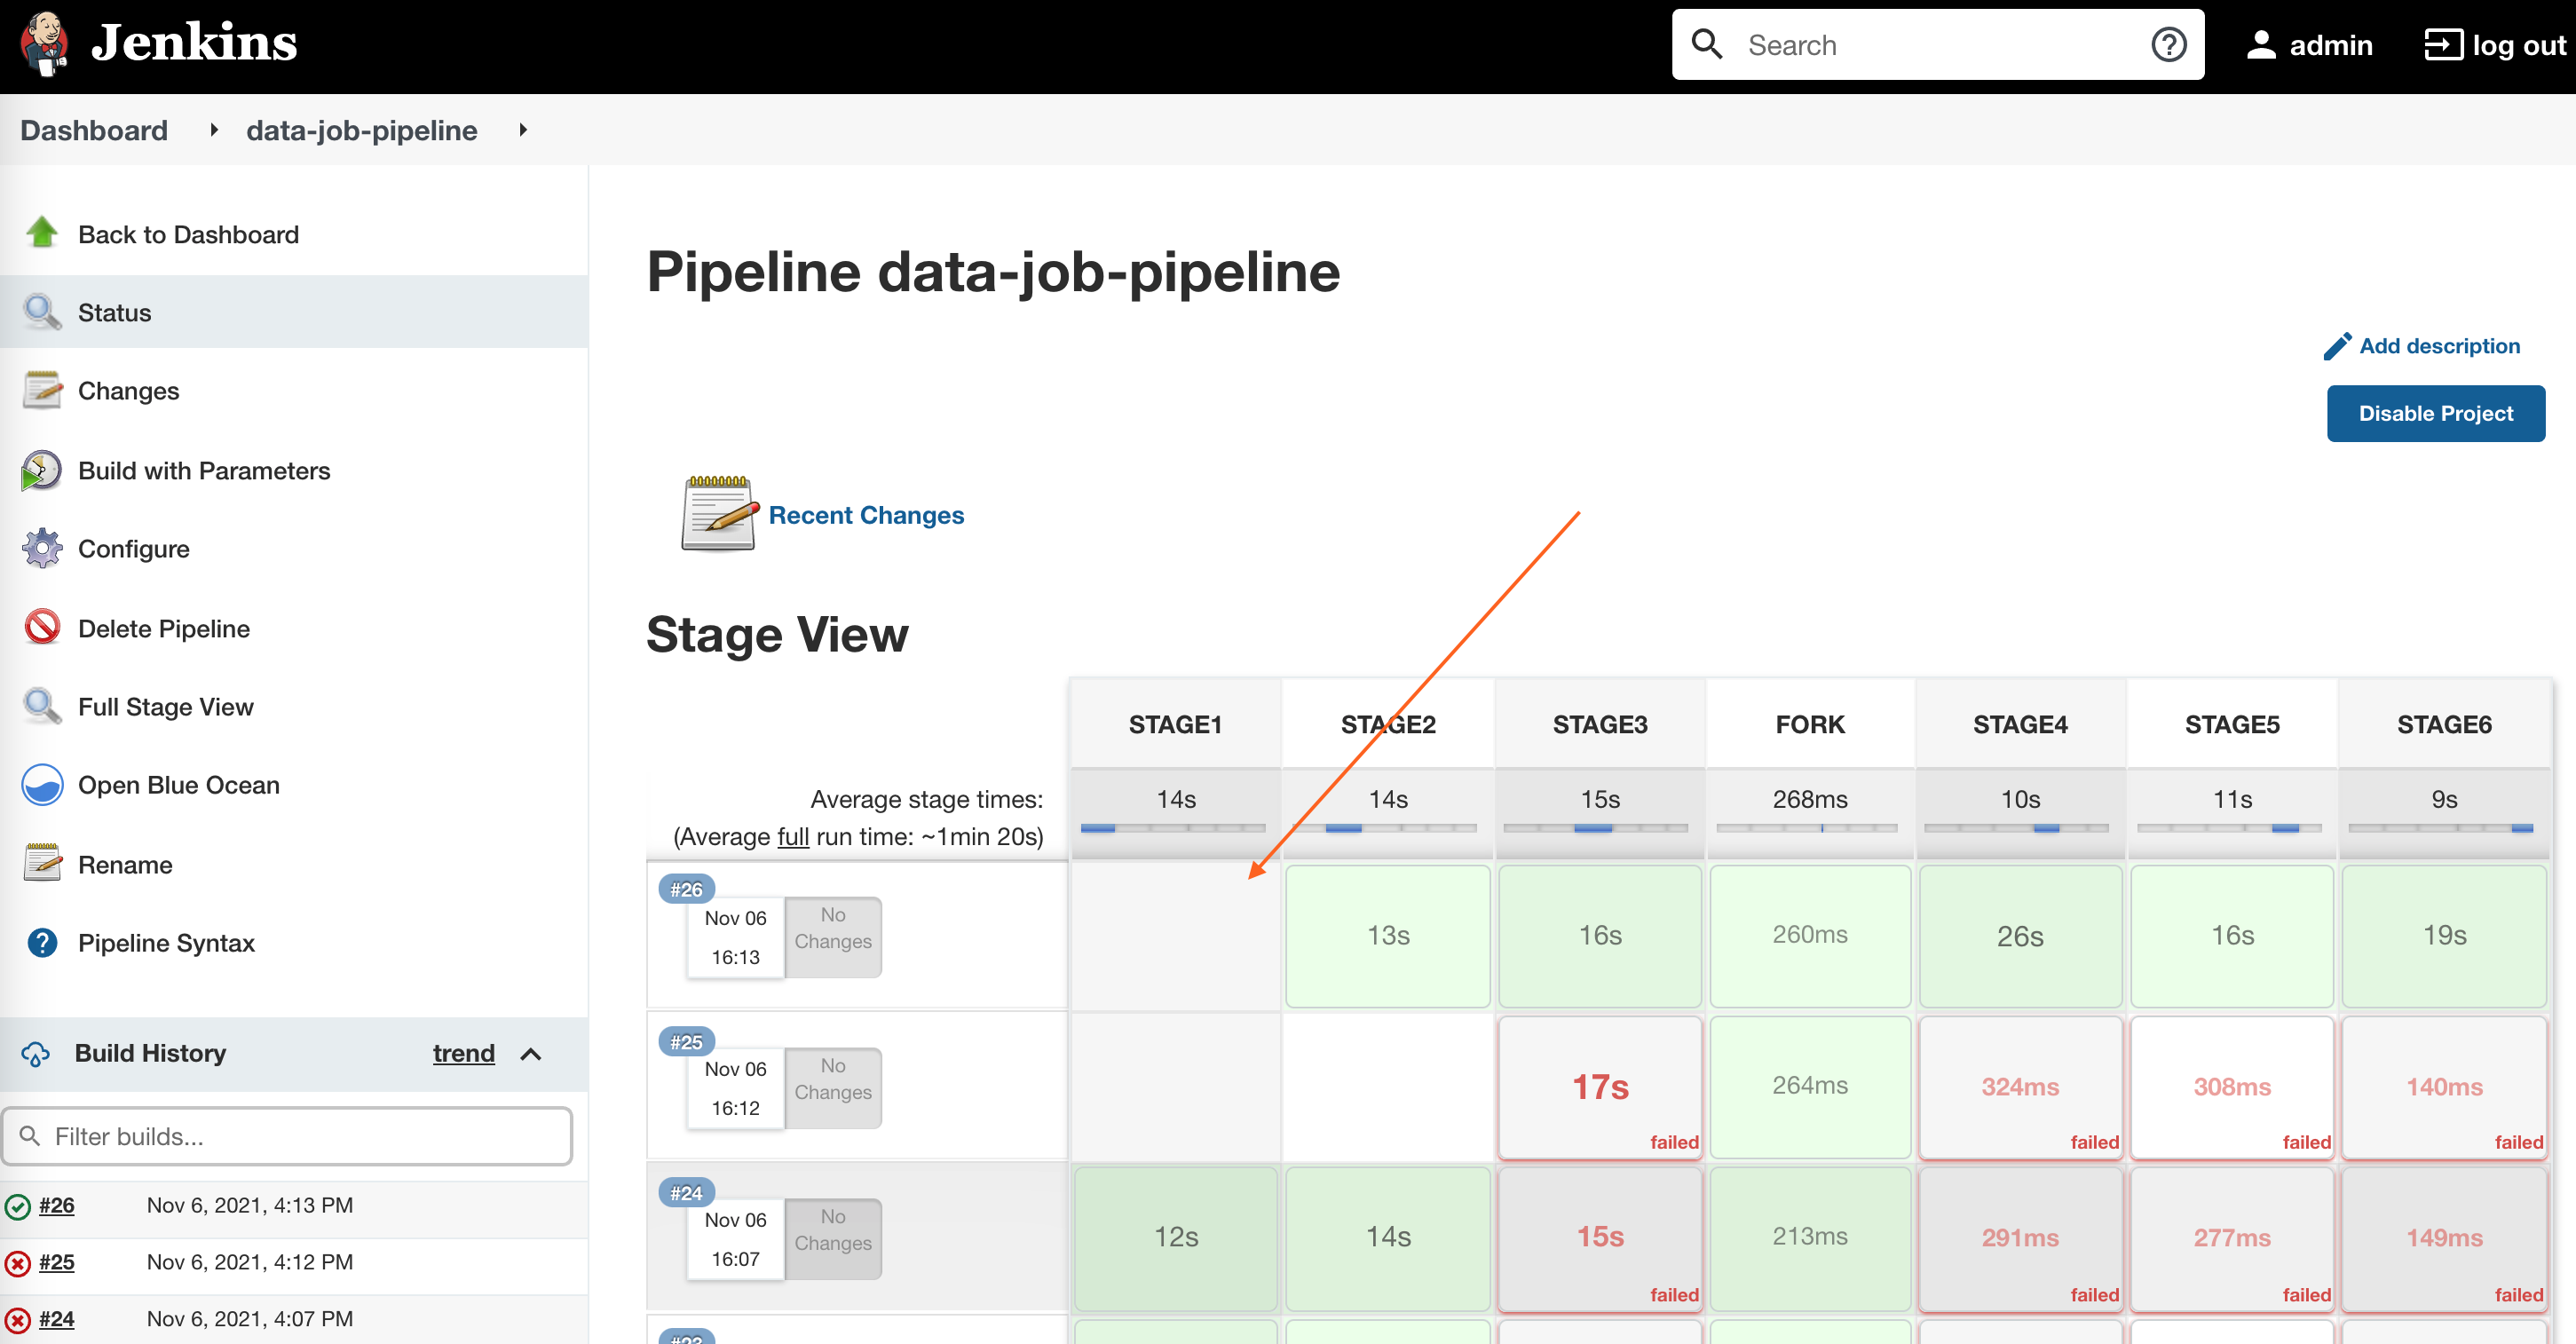 Jenkins
Search
admin
log out
Dashboard
data-job-pipeline
Back to Dashboard
Status
Changes
Build with Parameters
Configure
Delete Pipeline
Full Stage View
Open Blue Ocean
Rename
Pipeline Syntax
Build History
trend
Filter builds...
#26 Nov 6, 2021, 4:13 PM
#25 Nov 6, 2021, 4:12 PM
#24 Nov 6, 2021, 4:07 PM
Pipeline data-job-pipeline
Add description
Disable Project
Recent Changes
Stage View
STAGE1 STAGE2 STAGE3 FORK STAGE4 STAGE5 STAGE6
Average stage times: 14s 14s 15s 268ms 10s 11s 9s
(Average full run time: ~1min 20s)
#26
Nov 06
16:13
No
Changes
13s 16s 260ms 26s 16s 19s
#25
Nov 06
16:12
No
Changes
17s 264ms 324ms 308ms 140ms
failed failed failed failed
#24
Nov 06
16:07
No
Changes
12s 14s 15s 213ms 291ms 277ms 149ms
failed failed failed failed